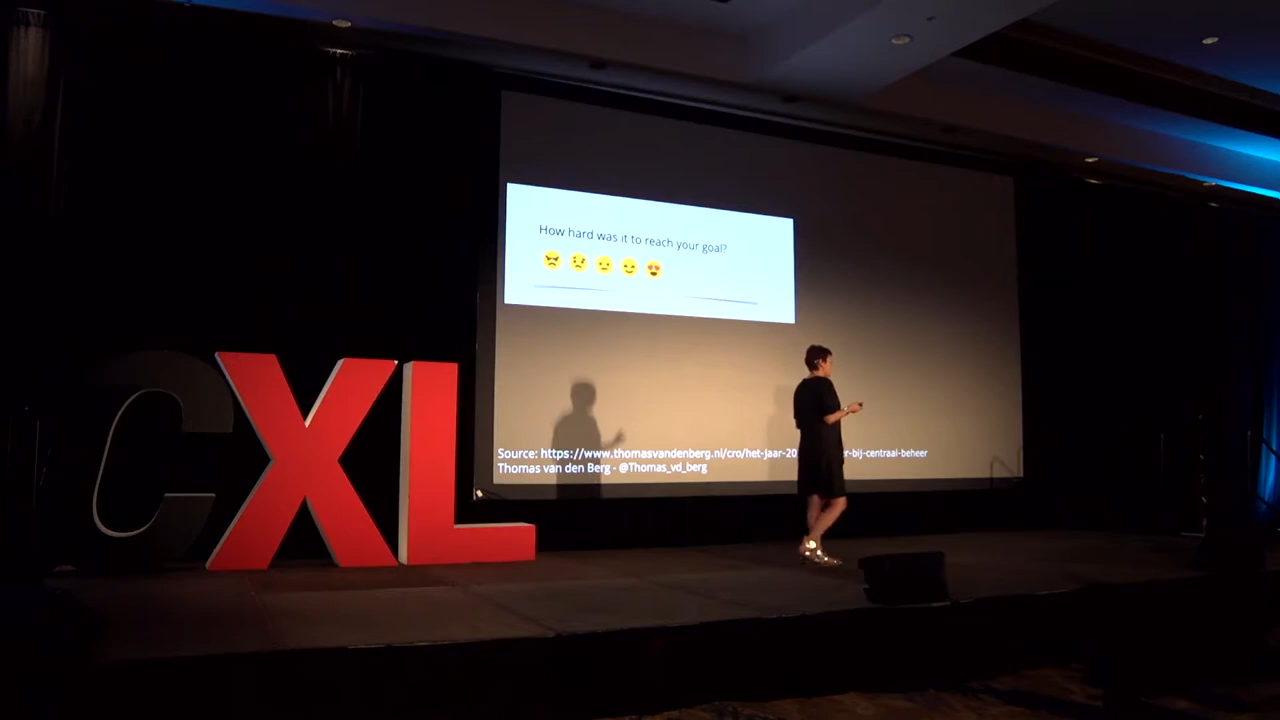 How hard was it to reach your goal?
CXL
Source: https://www.thomasvandenberg.nl/cro/het-jaar-20 r-bij-centraal-beheer
Thomas van den Berg - @Thomas_vd_berg